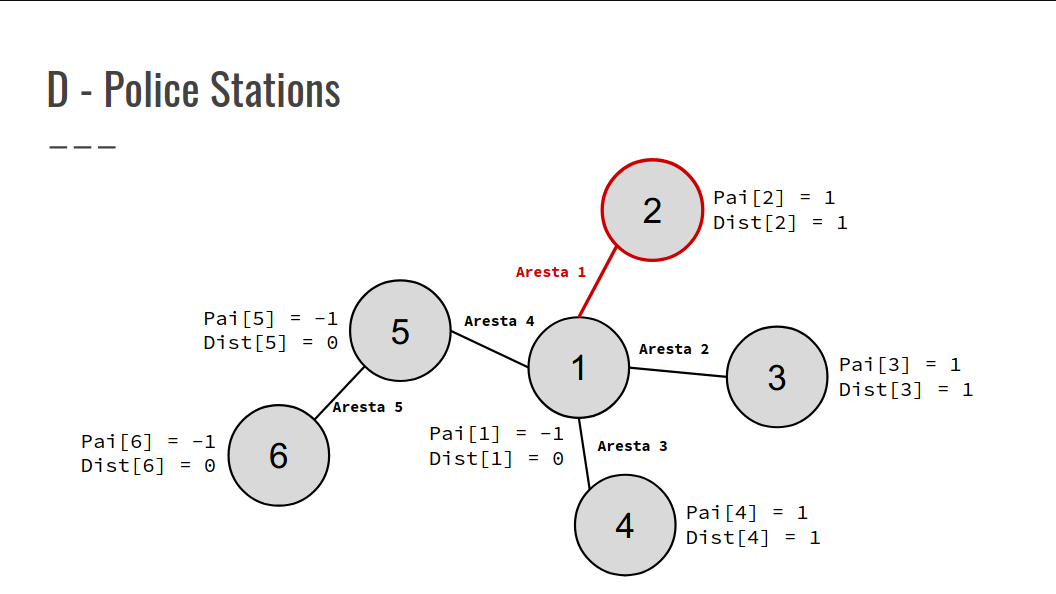 D - Police Stations
2
Pai[2] = 1
Dist[2] = 1
Aresta 1
Pai[5] = -1
Dist[5] = 0
5
Aresta 4
1
Aresta 2
3
Pai[3] = 1
Dist[3] = 1
Aresta 5
Pai[6] = -1
Dist[6] = 0
6
Pai[1] = -1
Dist[1] = 0
Aresta 3
4
Pai[4] = 1
Dist[4] = 1